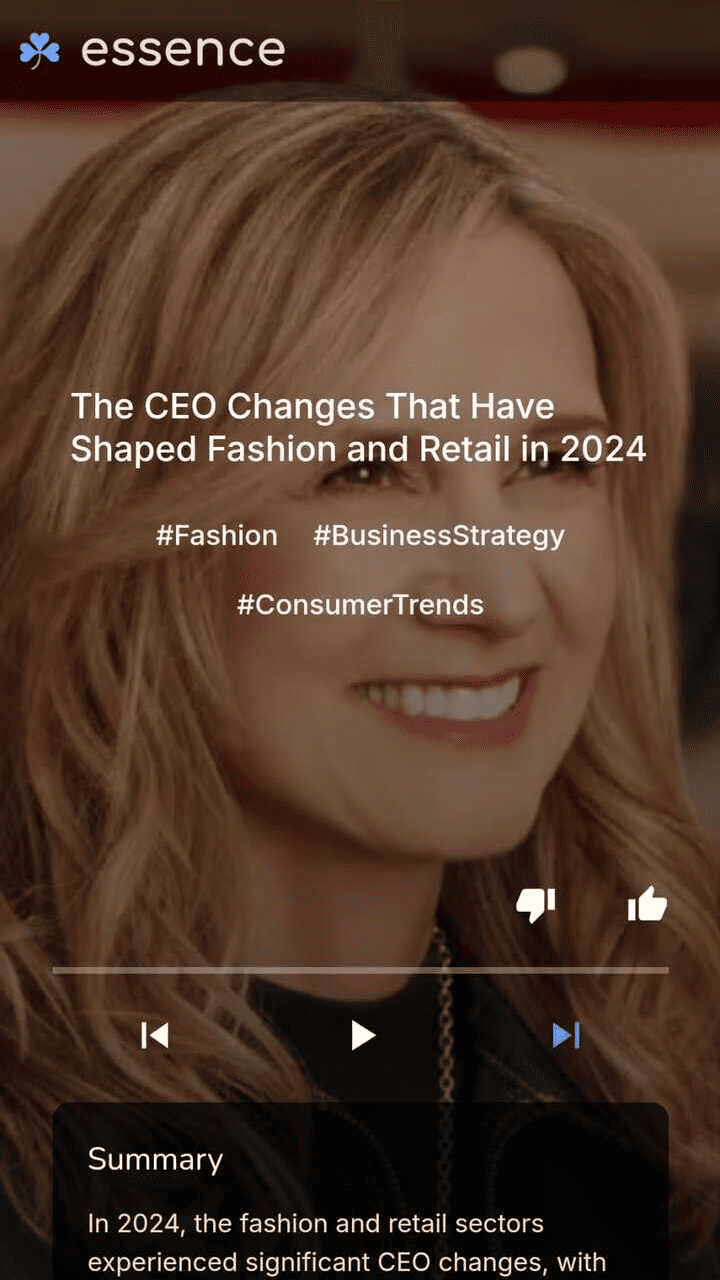 essence
The CEO Changes That Have
Shaped Fashion and Retail in 2024
#Fashion #BusinessStrategy
#ConsumerTrends
Summary
In 2024, the fashion and retail sectors
experienced significant CEO changes, with